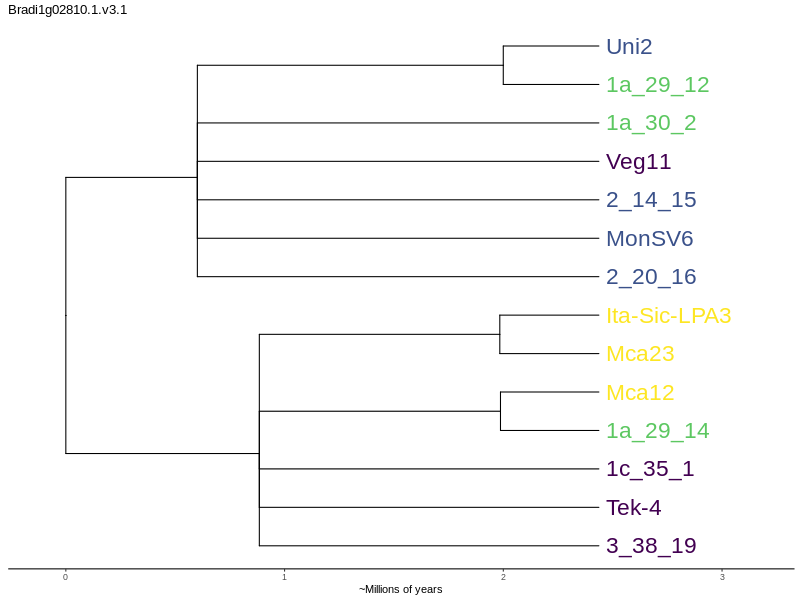 Bradi1g02810.1.v3.1
Uni2
1a_29_12
1a_30_2
Veg11
2_14_15
MonSV6
2_20_16
Ita-Sic-LPA3
Mca23
Mca12
1a_29_14
1c_35_1
Tek-4
3_38_19
0 1 2 3
~Millions of years